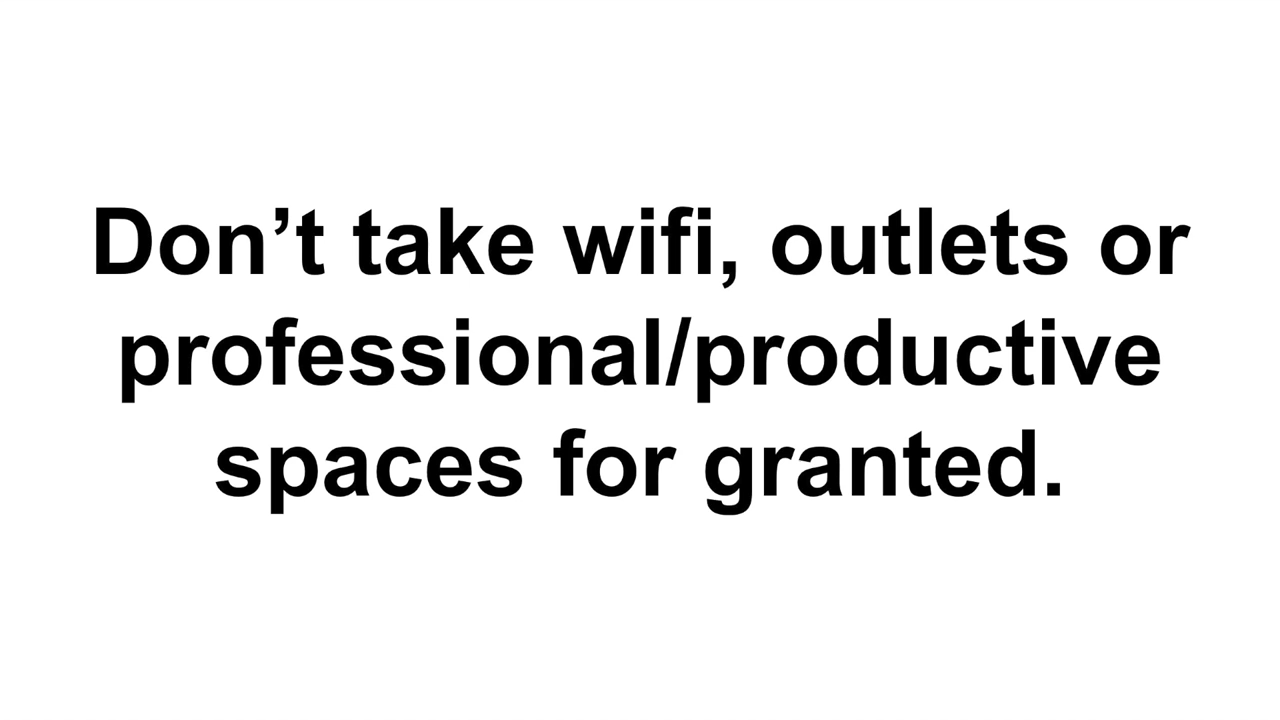 Don’t take wifi, outlets or
professional/productive
spaces for granted.